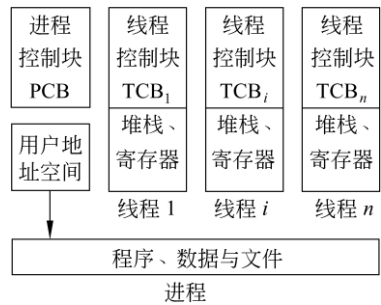 进程
控制块
PCB
线程
控制块
TCB1
线程
控制块
TCBi
线程
控制块
TCBn
用户地
址空间
堆栈、
寄存器
堆栈、
寄存器
堆栈、
寄存器
线程 1
线程 i
线程 n
程序、数据与文件
进程